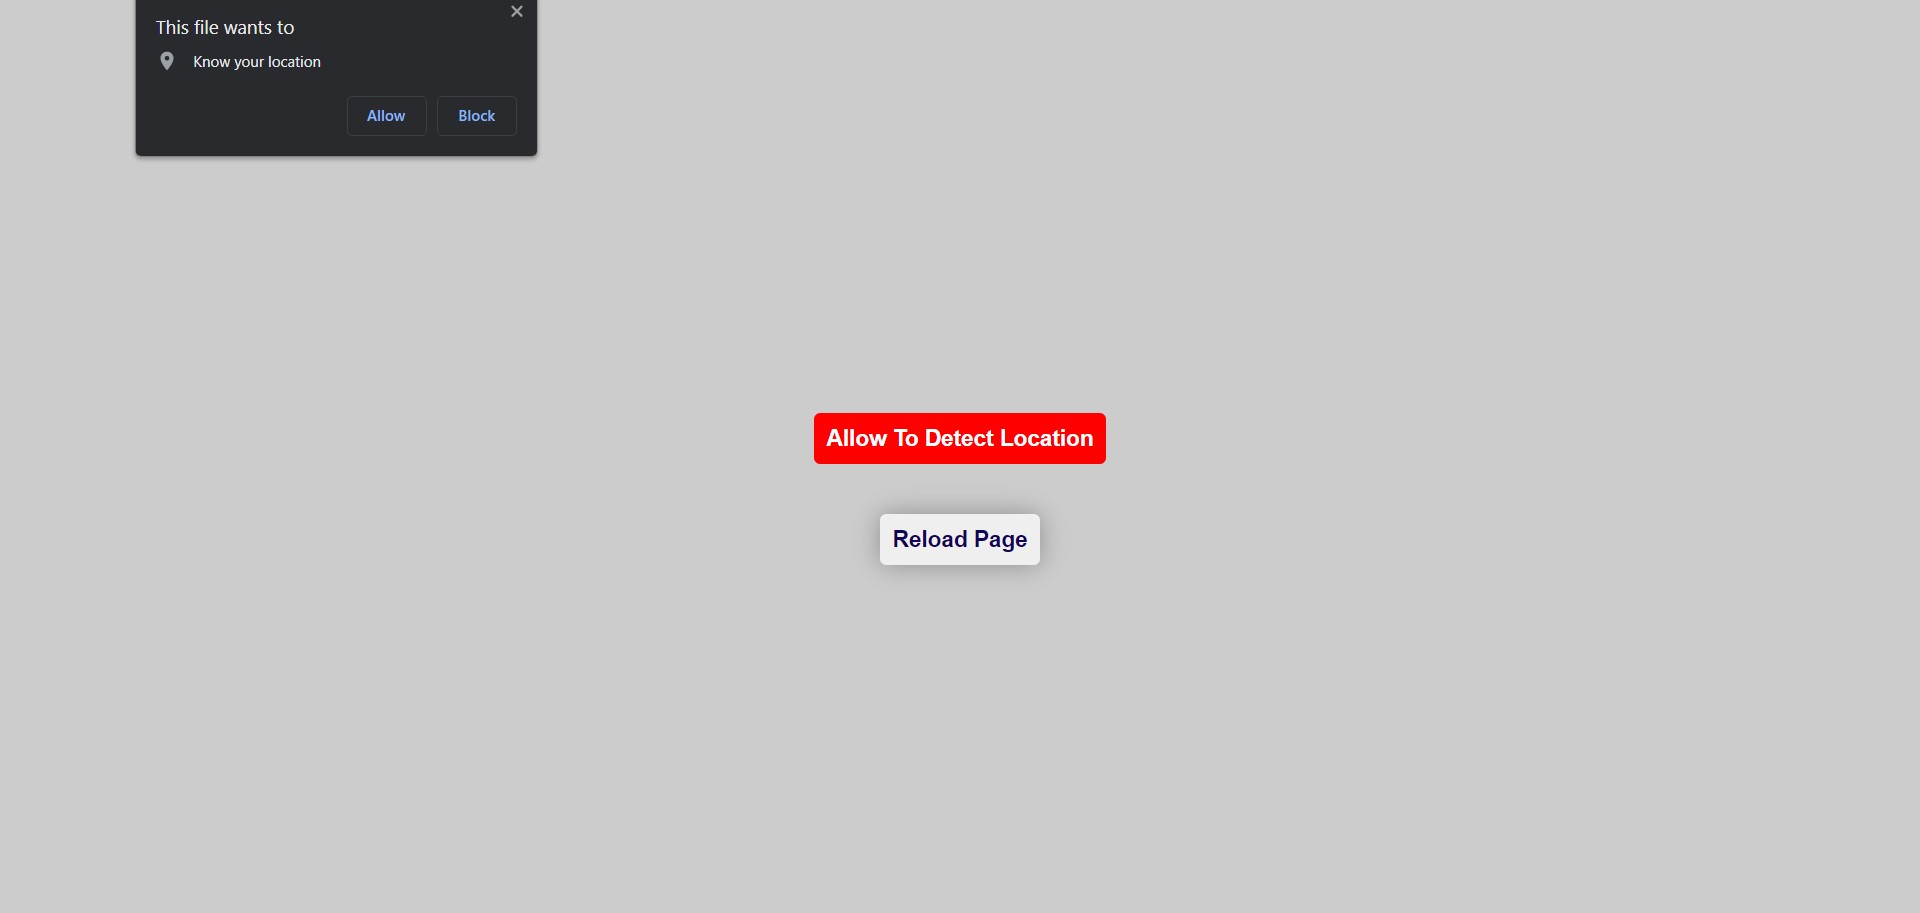 This file wants to
Know your location
Allow
Block
Allow To Detect Location
Reload Page